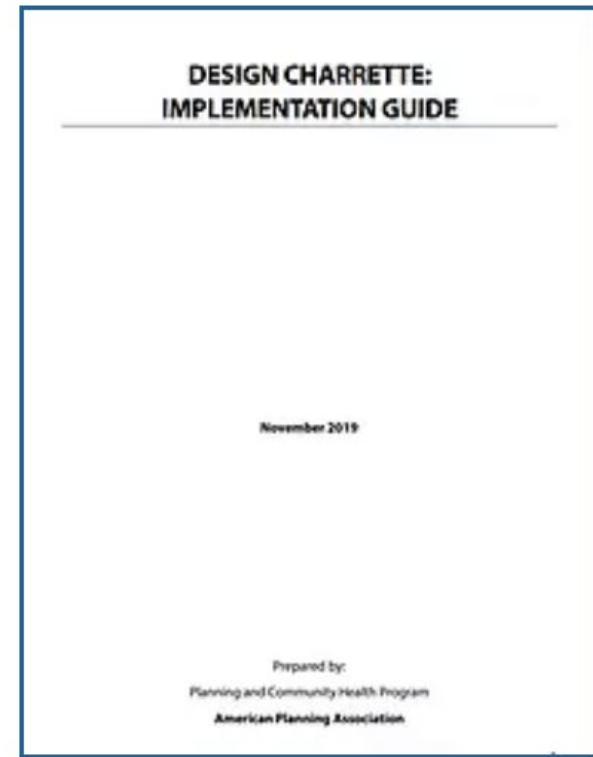 DESIGN CHARRETTE:
IMPLEMENTATION GUIDE
November 2019
Prepared by:
Planning and Community Health Program
American Planning Association